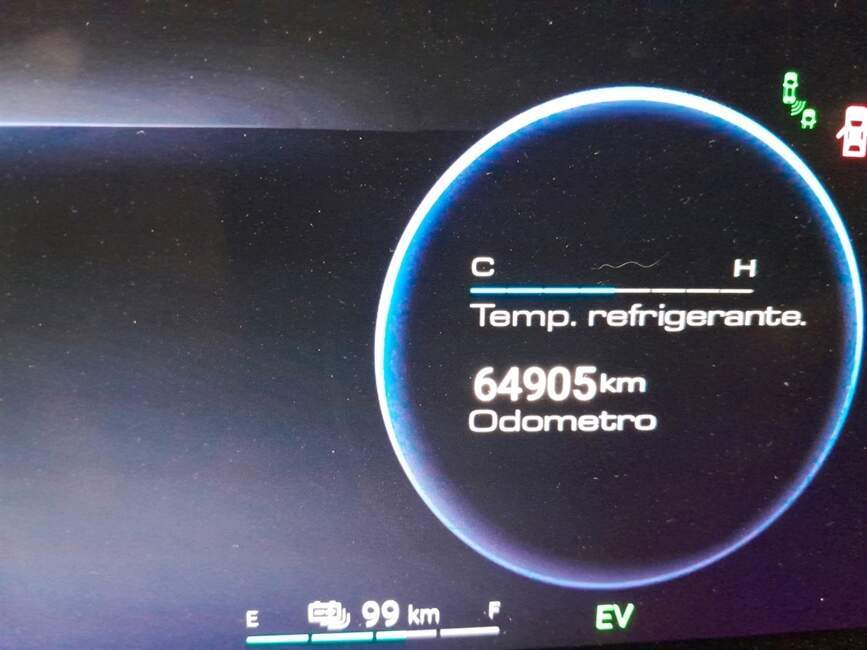 C H
Temp. refrigerante.
64905km
Odometro
E 99 km F
EV